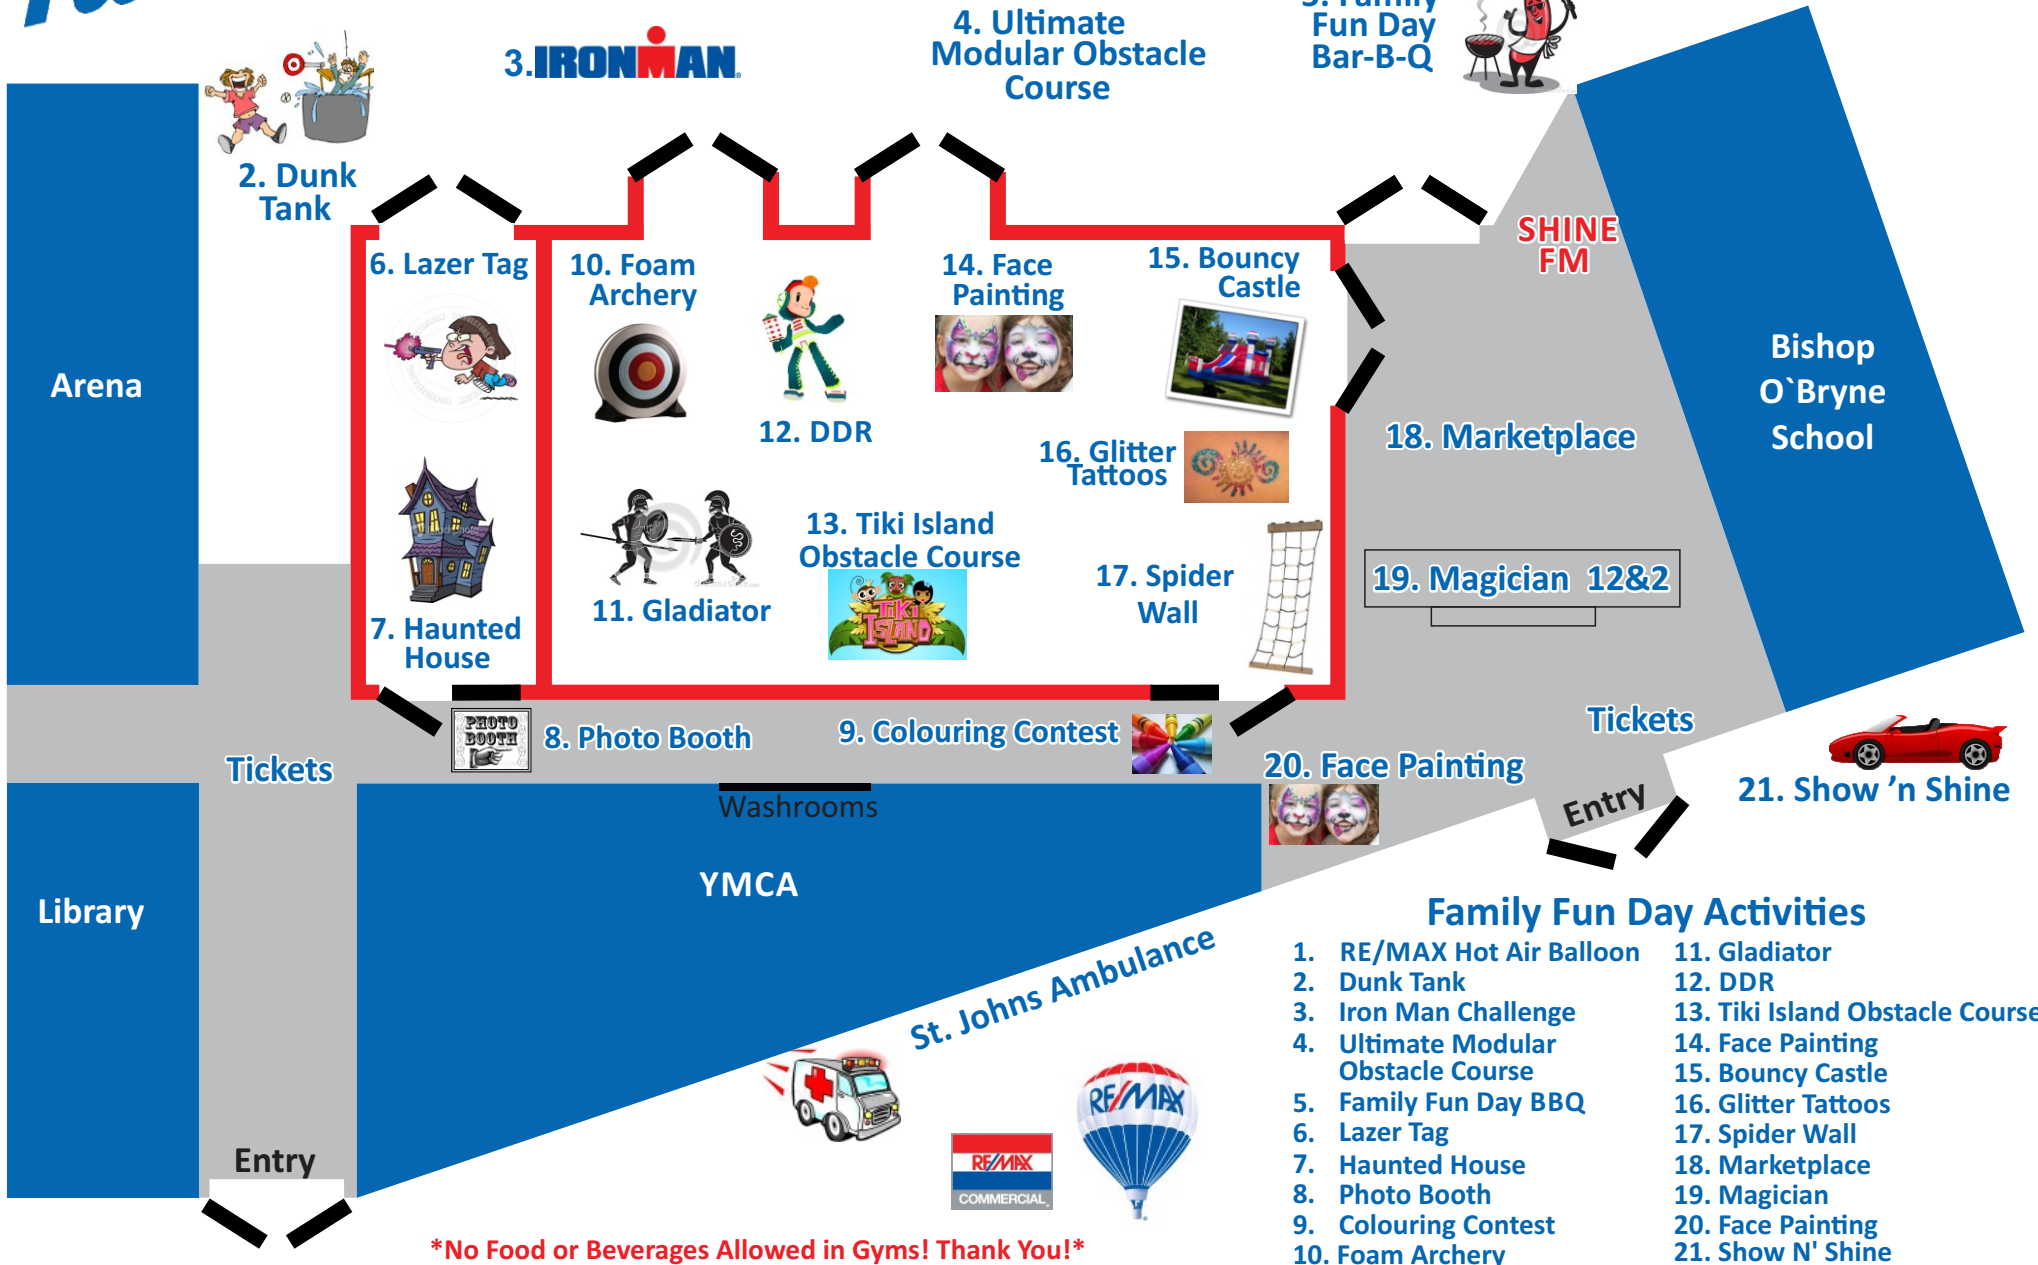 3. IRONMAN
4. Ultimate
Modular Obstacle
Course
5. Family
Fun Day
Bar-B-Q
2. Dunk
Tank
SHINE
FM
6. Lazer Tag
10. Foam
Archery
14. Face
Painting
15. Bouncy
Castle
Arena
Bishop
O`Bryne
School
12. DDR
18. Marketplace
16. Glitter
Tattoos
13. Tiki Island
Obstacle Course
TIKI
ISLAND
17. Spider
Wall
19. Magician 12&2
11. Gladiator
7. Haunted
House
PHOTO
BOOTH
8. Photo Booth
9. Colouring Contest
Tickets
Tickets
20. Face Painting
Entry
21. Show ’n Shine
Washrooms
YMCA
Library
St. Johns Ambulance
Entry
RE/MAX
COMMERCIAL
RE/MAX
*No Food or Beverages Allowed in Gyms! Thank You!*
Family Fun Day Activities
1. RE/MAX Hot Air Balloon
2. Dunk Tank
3. Iron Man Challenge
4. Ultimate Modular
Obstacle Course
5. Family Fun Day BBQ
6. Lazer Tag
7. Haunted House
8. Photo Booth
9. Colouring Contest
10. Foam Archery
11. Gladiator
12. DDR
13. Tiki Island Obstacle Course
14. Face Painting
15. Bouncy Castle
16. Glitter Tattoos
17. Spider Wall
18. Marketplace
19. Magician
20. Face Painting
21. Show N' Shine